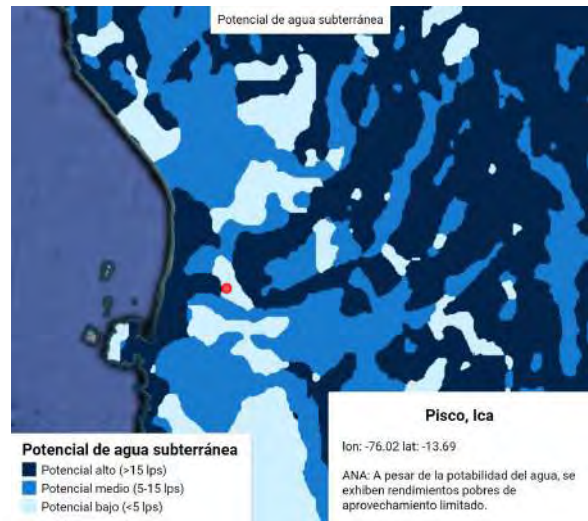 Potencial de agua subterránea
Potencial de agua subterránea
Potencial alto (>15 lps)
Potencial medio (5-15 lps)
Potencial bajo (<5 lps)
Pisco, Ica
lon: -76.02 lat: -13.69
ANA: A pesar de la potabilidad del agua, se
exhiben rendimientos pobres de
aprovechamiento limitado.